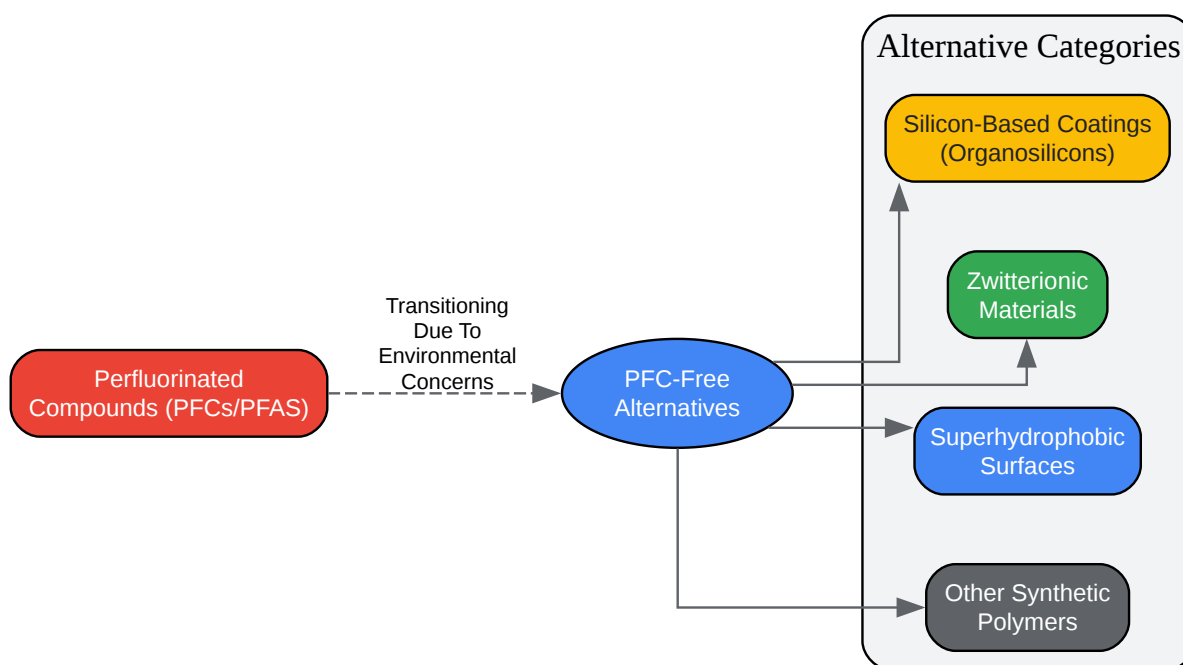 Alternative Categories
Silicon-Based Coatings
(Organosilicons)
Zwitterionic
Materials
Transitioning
Due To
Environmental
Concerns
Perfluorinated
Compounds (PFCs/PFAS)
PFC-Free
Alternatives
Superhydrophobic
Surfaces
Other Synthetic
Polymers